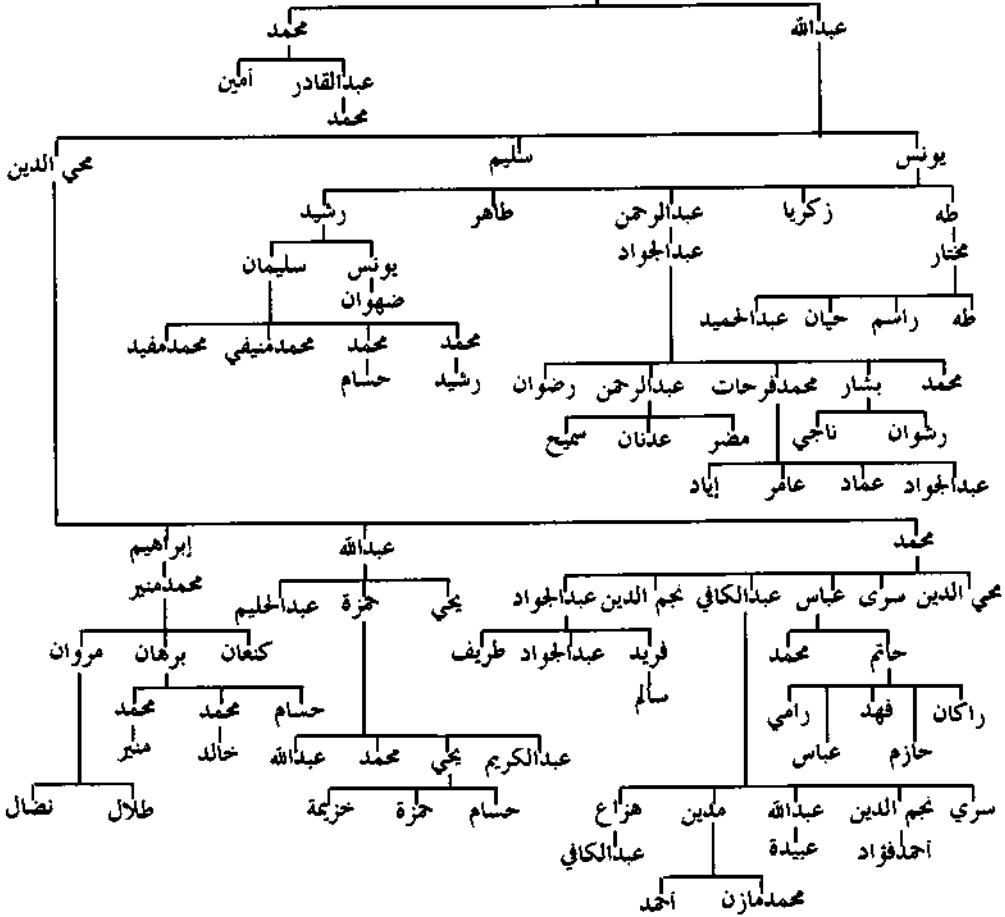 عبدالله محمد
عبدالقادر أمين
محمد
يونس سليم محي الدين
طه زكريا عبدالرحمن طاهر رشيد
مختار عبدالجواد يونس سليمان
ضهوان
طه راسم حيان عبدالحميد
محمد محمد محمدمنيفي محمدمفيد
رشيد حسام
محمد بشار محمدفرحات عبدالرحمن رضوان
رشوان ناجي مضر عدنان سميح
عبدالجواد عماد عامر إياد
محمد عبدالله إبراهيم
محمدمنير
محي الدين سرى عباس عبدالكافي نجم الدين عبدالجواد
يحي حمزة عبدالحليم
حاتم محمد فريد عبدالجواد طريف
سالم
كنعان برهان مروان
راكان فهد رامي
حازم عباس
حسام محمد محمد
خالد منير
عبدالكريم يحي محمد عبدالله
سري نجم الدين عبدالله مدين هزاع
حسام حمزة خزيمة
طلال نضال
أحمدفؤاد عبيدة عبدالكافي
محمدمازن أحمد